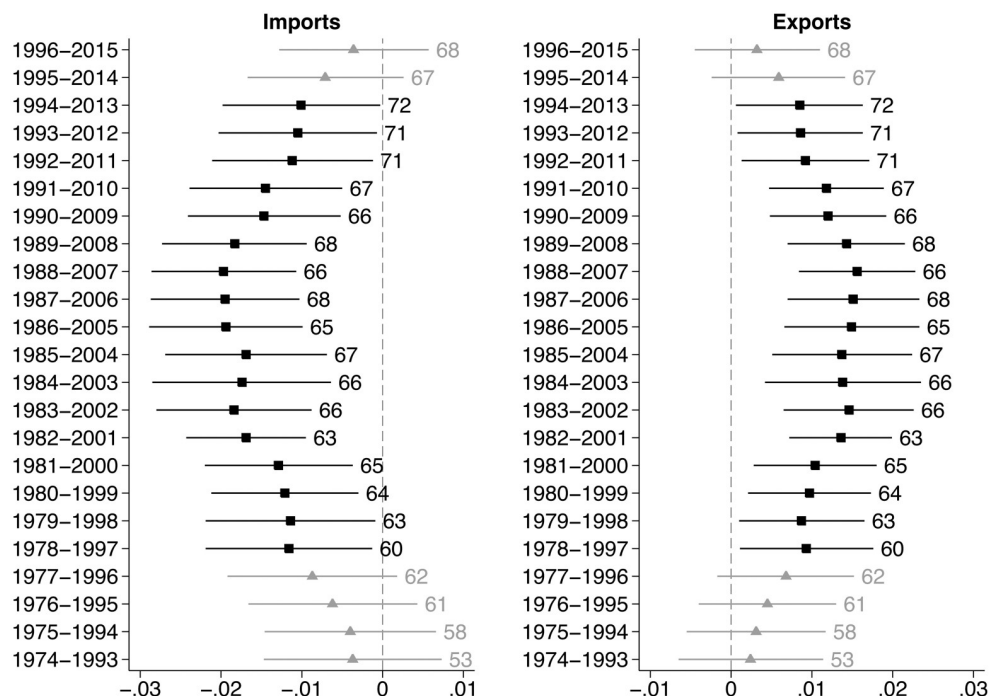 Imports Exports
1996–2015 68 1996–2015 68
1995–2014 67 1995–2014 67
1994–2013 72 1994–2013 72
1993–2012 71 1993–2012 71
1992–2011 71 1992–2011 71
1991–2010 67 1991–2010 67
1990–2009 66 1990–2009 66
1989–2008 68 1989–2008 68
1988–2007 66 1988–2007 66
1987–2006 68 1987–2006 68
1986–2005 65 1986–2005 65
1985–2004 67 1985–2004 67
1984–2003 66 1984–2003 66
1983–2002 66 1983–2002 66
1982–2001 63 1982–2001 63
1981–2000 65 1981–2000 65
1980–1999 64 1980–1999 64
1979–1998 63 1979–1998 63
1978–1997 60 1978–1997 60
1977–1996 62 1977–1996 62
1976–1995 61 1976–1995 61
1975–1994 58 1975–1994 58
1974–1993 53 1974–1993 53
–.03 –.02 –.01 0 .01 –.01 0 .01 .02 .03